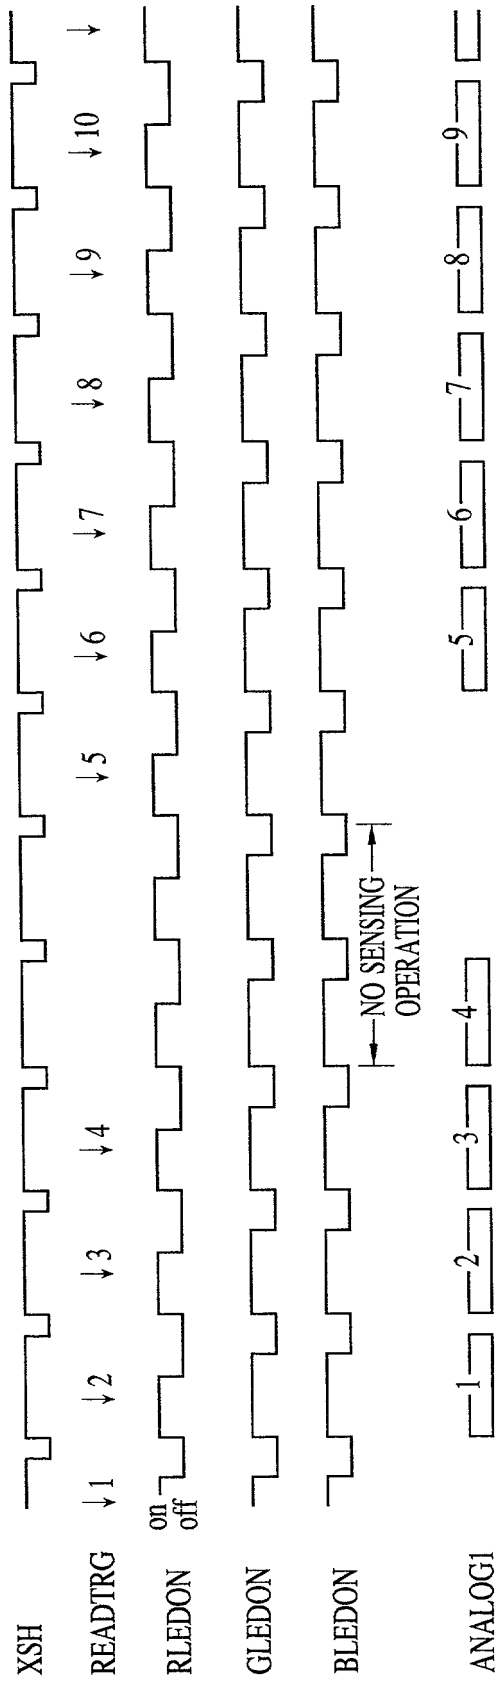 XSH
READTRG
1 2 3 4 5 6 7 8 9 10
RLEDON
on
off
GLEDON
BLEDON
NO SENSING
OPERATION
ANALOG1
1 2 3 4 5 6 7 8 9